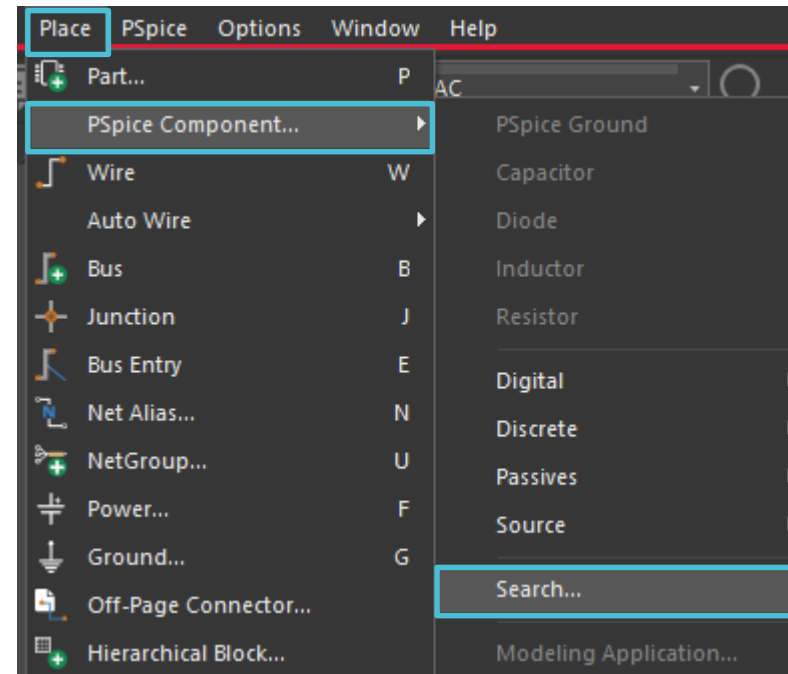 Place PSpice Options Window Help
Part... P
AC
PSpice Component...
Wire W
Auto Wire
Bus B
Junction J
Bus Entry E
Net Alias... N
NetGroup... U
Power... F
Ground... G
Off-Page Connector...
Hierarchical Block...
PSpice Ground
Capacitor
Diode
Inductor
Resistor
Digital
Discrete
Passives
Source
Search...
Modeling Application...